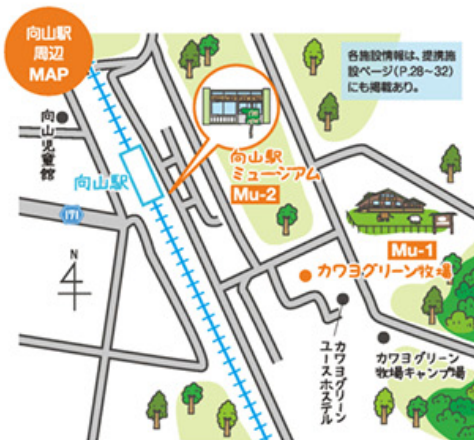 向山駅
周辺
MAP
各施設情報は、提携施
設ページ(P.28~32)
にも掲載あり。
向山児童館
向山駅
向山駅
ミュージアム
Mu-2
171
N
Mu-1
カワヨグリーン牧場
カワヨグリーン
ユースホステル
カワヨグリーン
牧場キャンプ場